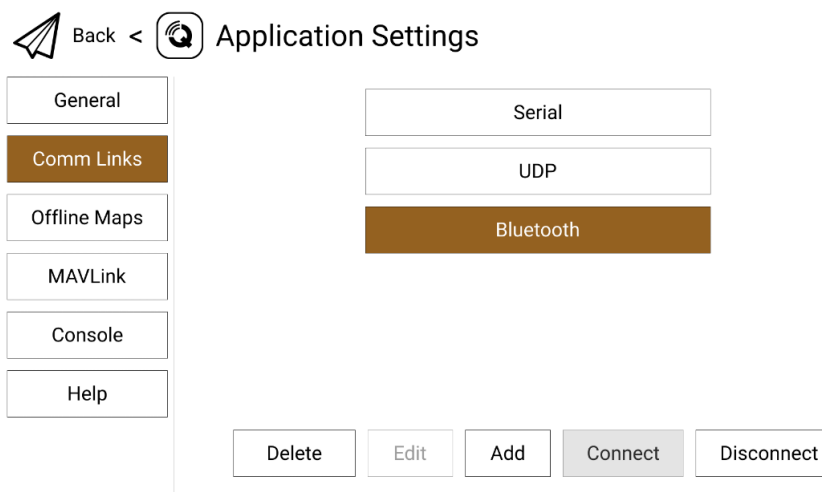 Back < Application Settings
General
Comm Links
Offline Maps
MAVLink
Console
Help
Serial
UDP
Bluetooth
Delete Edit Add Connect Disconnect